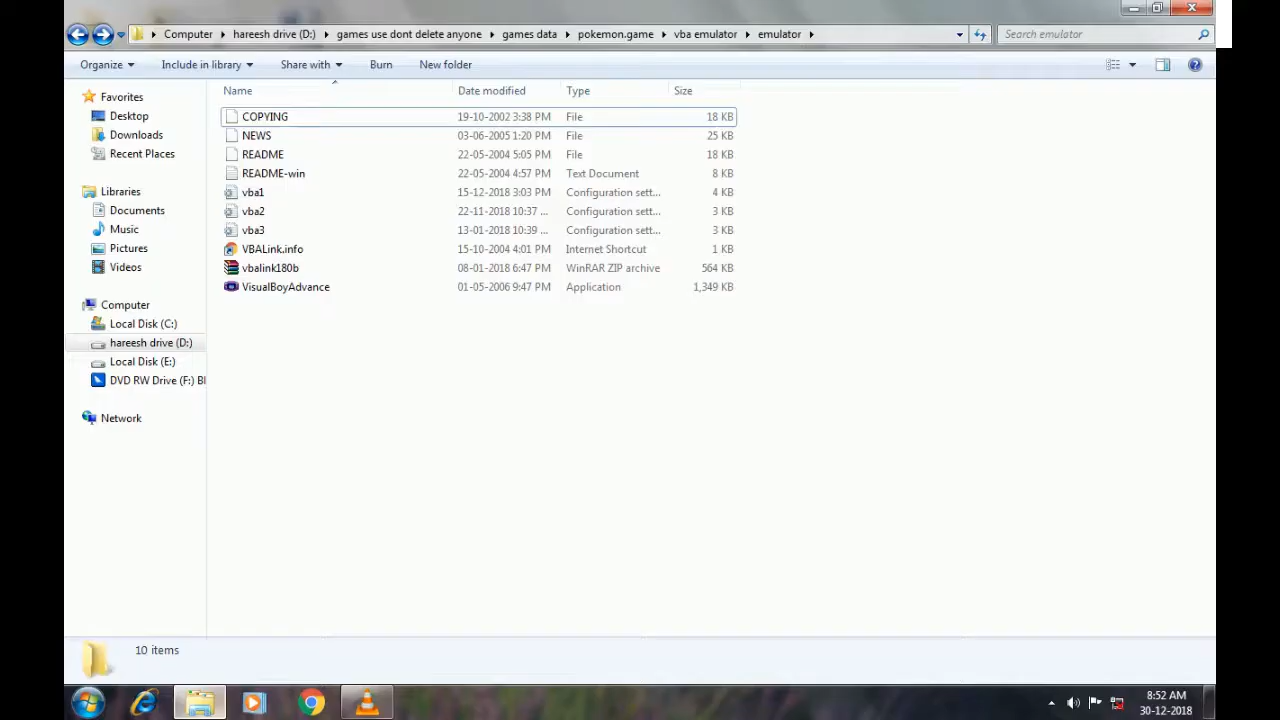 Computer hareesh drive (D:) games use dont delete anyone games data pokemon.game vba emulator emulator Search emulator
Organize Include in library Share with Burn New folder
Favorites
Desktop
Downloads
Recent Places
Libraries
Documents
Music
Pictures
Videos
Computer
Local Disk (C:)
hareesh drive (D:)
Local Disk (E:)
DVD RW Drive (F:) Bl
Network
Name Date modified Type Size
COPYING 19-10-2002 3:38 PM File 18 KB
NEWS 03-06-2005 1:20 PM File 25 KB
README 22-05-2004 5:05 PM File 18 KB
README-win 22-05-2004 4:57 PM Text Document 8 KB
vba1 15-12-2018 3:03 PM Configuration sett... 4 KB
vba2 22-11-2018 10:37 ... Configuration sett... 3 KB
vba3 13-01-2018 10:39 ... Configuration sett... 3 KB
VBALink.info 15-10-2004 4:01 PM Internet Shortcut 1 KB
vbalink180b 08-01-2018 6:47 PM WinRAR ZIP archive 564 KB
VisualBoyAdvance 01-05-2006 9:47 PM Application 1,349 KB
10 items
8:52 AM
30-12-2018